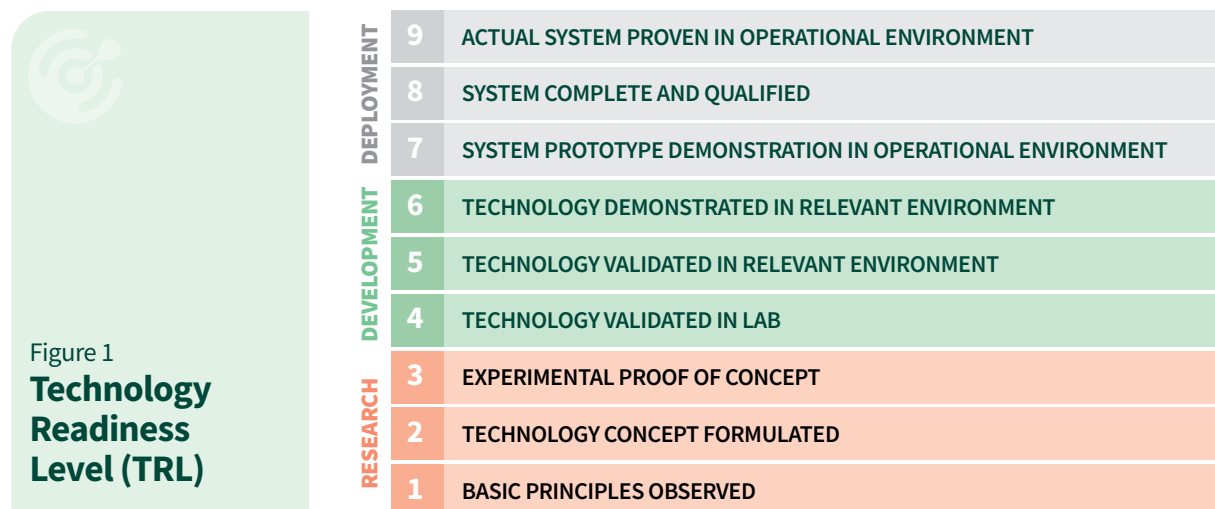 Figure 1
Technology
Readiness
Level (TRL)
DEPLOYMENT
9 ACTUAL SYSTEM PROVEN IN OPERATIONAL ENVIRONMENT
8 SYSTEM COMPLETE AND QUALIFIED
7 SYSTEM PROTOTYPE DEMONSTRATION IN OPERATIONAL ENVIRONMENT
DEVELOPMENT
6 TECHNOLOGY DEMONSTRATED IN RELEVANT ENVIRONMENT
5 TECHNOLOGY VALIDATED IN RELEVANT ENVIRONMENT
4 TECHNOLOGY VALIDATED IN LAB
RESEARCH
3 EXPERIMENTAL PROOF OF CONCEPT
2 TECHNOLOGY CONCEPT FORMULATED
1 BASIC PRINCIPLES OBSERVED